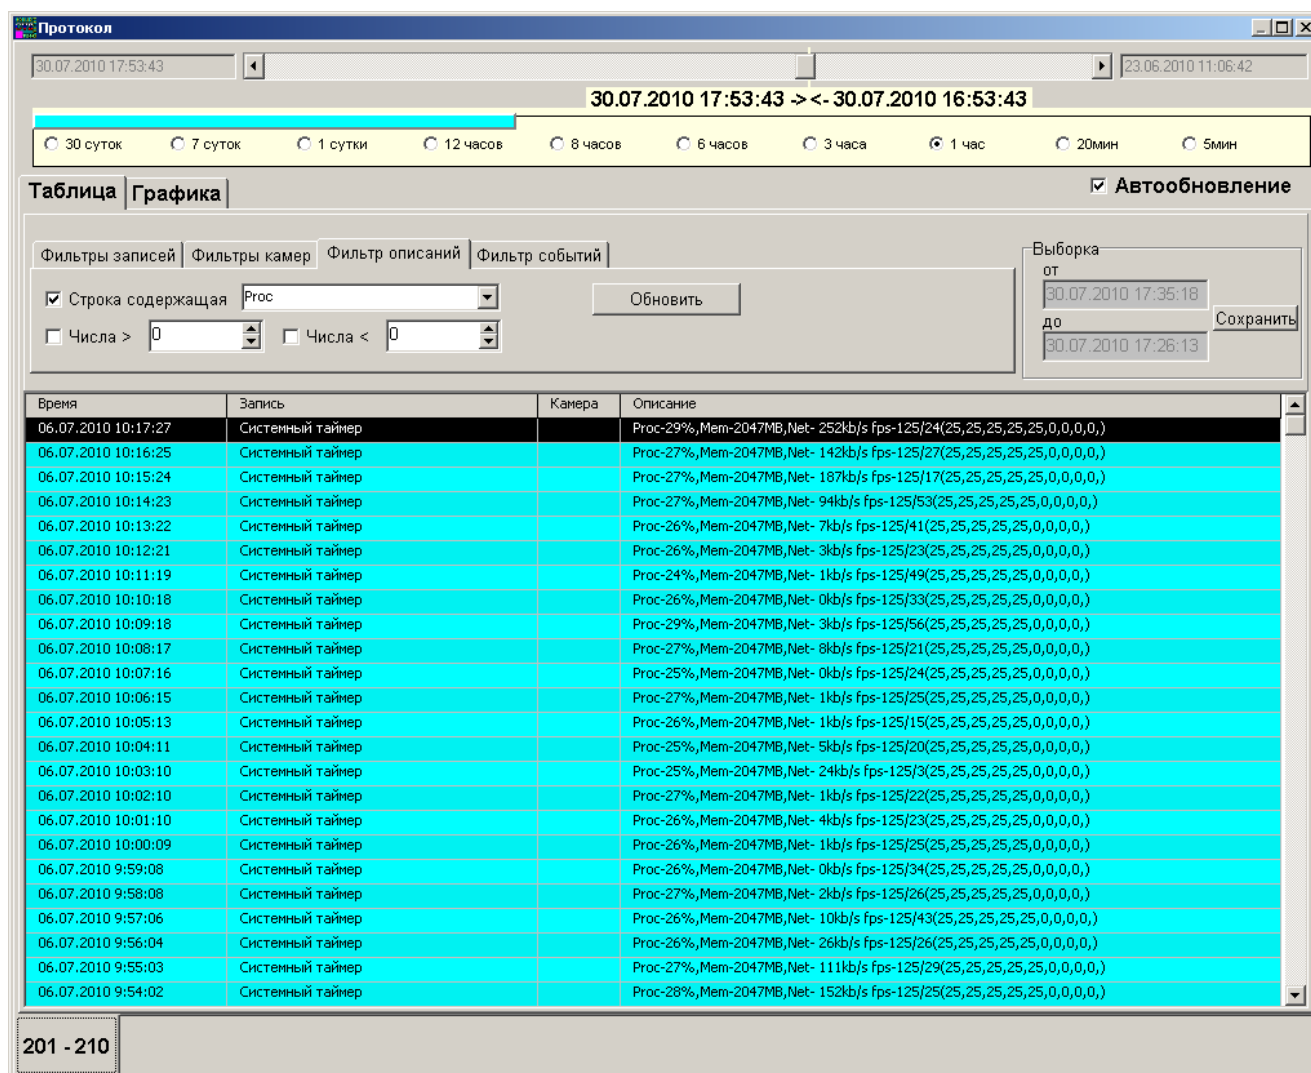 Протокол
30.07.2010 17:53:43 23.06.2010 11:06:42
30.07.2010 17:53:43 -> <- 30.07.2010 16:53:43
30 суток 7 суток 1 сутки 12 часов 8 часов 6 часов 3 часа 1 час 20мин 5мин
Таблица Графика Автообновление
Фильтры записей Фильтры камер Фильтр описаний Фильтр событий
Строка содержащая Proc Обновить
Числа > 0 Числа < 0
Выборка
от
30.07.2010 17:35:18
до
30.07.2010 17:26:13
Сохранить
Время Запись Камера Описание
06.07.2010 10:17:27 Системный таймер Proc-29%,Mem-2047MB,Net- 252kb/s fps-125/24(25,25,25,25,25,0,0,0,0,)
06.07.2010 10:16:25 Системный таймер Proc-27%,Mem-2047MB,Net- 142kb/s fps-125/27(25,25,25,25,25,0,0,0,0,)
06.07.2010 10:15:24 Системный таймер Proc-27%,Mem-2047MB,Net- 187kb/s fps-125/17(25,25,25,25,25,0,0,0,0,)
06.07.2010 10:14:23 Системный таймер Proc-27%,Mem-2047MB,Net- 94kb/s fps-125/53(25,25,25,25,25,0,0,0,0,)
06.07.2010 10:13:22 Системный таймер Proc-26%,Mem-2047MB,Net- 7kb/s fps-125/41(25,25,25,25,25,0,0,0,0,)
06.07.2010 10:12:21 Системный таймер Proc-26%,Mem-2047MB,Net- 3kb/s fps-125/23(25,25,25,25,25,0,0,0,0,)
06.07.2010 10:11:19 Системный таймер Proc-24%,Mem-2047MB,Net- 1kb/s fps-125/49(25,25,25,25,25,0,0,0,0,)
06.07.2010 10:10:18 Системный таймер Proc-26%,Mem-2047MB,Net- 0kb/s fps-125/33(25,25,25,25,25,0,0,0,0,)
06.07.2010 10:09:18 Системный таймер Proc-29%,Mem-2047MB,Net- 3kb/s fps-125/56(25,25,25,25,25,0,0,0,0,)
06.07.2010 10:08:17 Системный таймер Proc-27%,Mem-2047MB,Net- 8kb/s fps-125/21(25,25,25,25,25,0,0,0,0,)
06.07.2010 10:07:16 Системный таймер Proc-25%,Mem-2047MB,Net- 0kb/s fps-125/24(25,25,25,25,25,0,0,0,0,)
06.07.2010 10:06:15 Системный таймер Proc-27%,Mem-2047MB,Net- 1kb/s fps-125/25(25,25,25,25,25,0,0,0,0,)
06.07.2010 10:05:13 Системный таймер Proc-26%,Mem-2047MB,Net- 1kb/s fps-125/15(25,25,25,25,25,0,0,0,0,)
06.07.2010 10:04:11 Системный таймер Proc-25%,Mem-2047MB,Net- 5kb/s fps-125/20(25,25,25,25,25,0,0,0,0,)
06.07.2010 10:03:10 Системный таймер Proc-25%,Mem-2047MB,Net- 24kb/s fps-125/3(25,25,25,25,25,0,0,0,0,)
06.07.2010 10:02:10 Системный таймер Proc-27%,Mem-2047MB,Net- 1kb/s fps-125/22(25,25,25,25,25,0,0,0,0,)
06.07.2010 10:01:10 Системный таймер Proc-26%,Mem-2047MB,Net- 4kb/s fps-125/23(25,25,25,25,25,0,0,0,0,)
06.07.2010 10:00:09 Системный таймер Proc-26%,Mem-2047MB,Net- 1kb/s fps-125/25(25,25,25,25,25,0,0,0,0,)
06.07.2010 9:59:08 Системный таймер Proc-26%,Mem-2047MB,Net- 0kb/s fps-125/34(25,25,25,25,25,0,0,0,0,)
06.07.2010 9:58:08 Системный таймер Proc-27%,Mem-2047MB,Net- 2kb/s fps-125/26(25,25,25,25,25,0,0,0,0,)
06.07.2010 9:57:06 Системный таймер Proc-26%,Mem-2047MB,Net- 10kb/s fps-125/43(25,25,25,25,25,0,0,0,0,)
06.07.2010 9:56:04 Системный таймер Proc-26%,Mem-2047MB,Net- 26kb/s fps-125/26(25,25,25,25,25,0,0,0,0,)
06.07.2010 9:55:03 Системный таймер Proc-27%,Mem-2047MB,Net- 111kb/s fps-125/29(25,25,25,25,25,0,0,0,0,)
06.07.2010 9:54:02 Системный таймер Proc-28%,Mem-2047MB,Net- 152kb/s fps-125/25(25,25,25,25,25,0,0,0,0,)
201 - 210